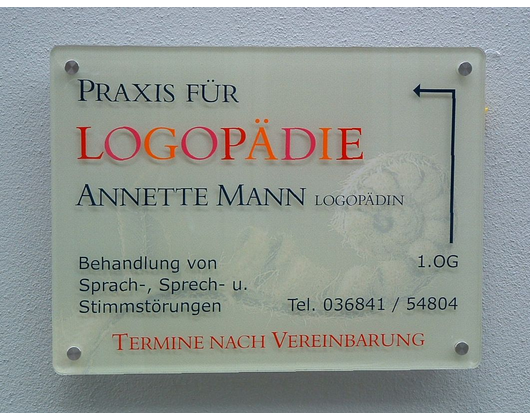 PRAXIS FÜR
LOGOPÄDIE
ANNETTE MANN LOGOPÄDIN
Behandlung von 1.OG
Sprach-, Sprech- u.
Stimmstörungen Tel. 036841 / 54804
TERMINE NACH VEREINBARUNG